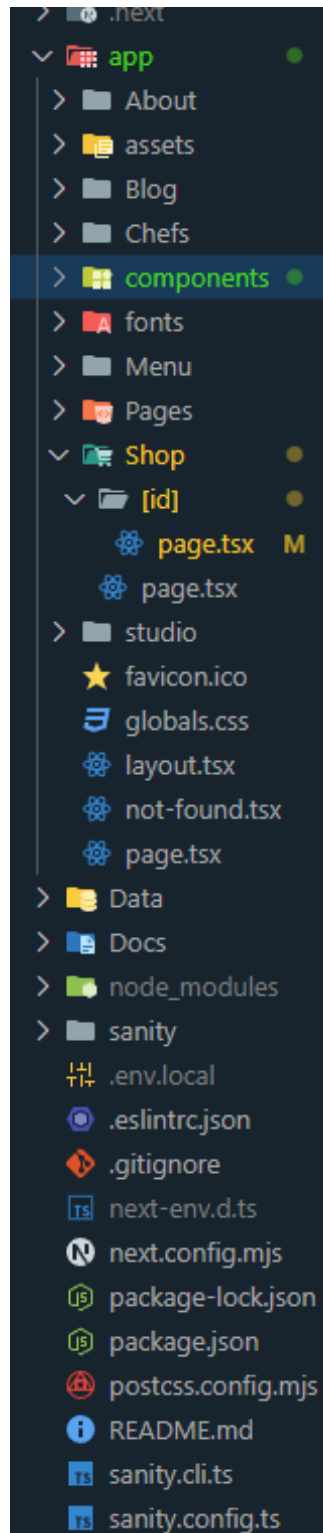 .next
app
About
assets
Blog
Chefs
components
fonts
Menu
Pages
Shop
[id]
page.tsx M
page.tsx
studio
favicon.ico
globals.css
layout.tsx
not-found.tsx
page.tsx
Data
Docs
node_modules
sanity
.env.local
.eslintrc.json
.gitignore
next-env.d.ts
next.config.mjs
package-lock.json
package.json
postcss.config.mjs
README.md
sanity.cli.ts
sanity.config.ts